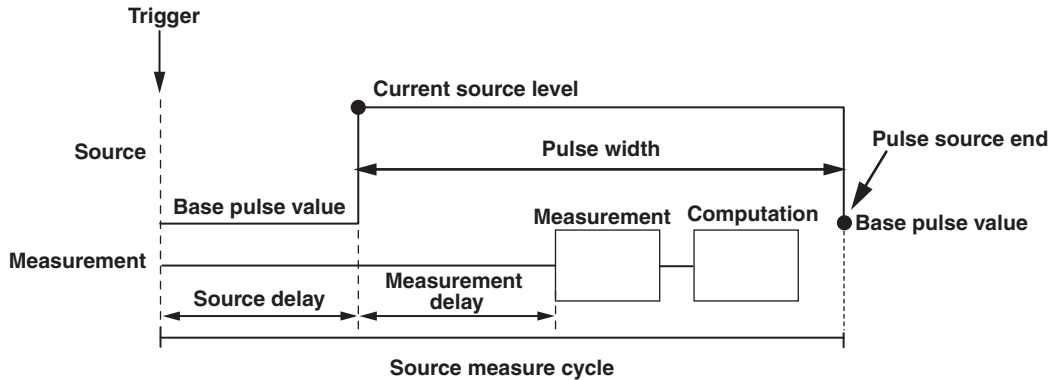 Trigger
Current source level
Source
Pulse width
Pulse source end
Base pulse value
Measurement
Computation
Base pulse value
Measurement
Source delay
Measurement
delay
Source measure cycle